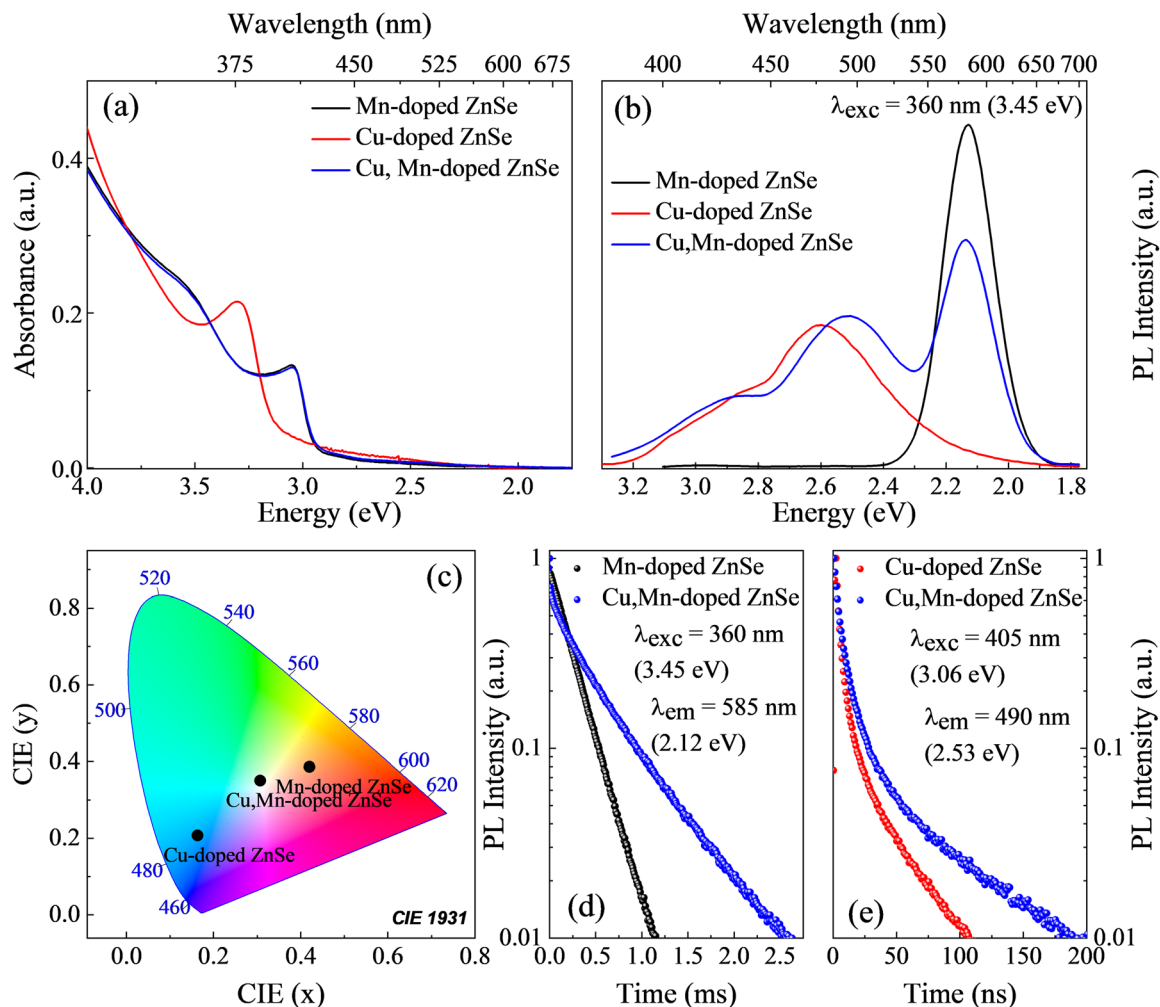 Wavelength (nm)
375 450 525 600 675
(a)
Mn-doped ZnSe
Cu-doped ZnSe
Cu, Mn-doped ZnSe
Absorbance (a.u.)
0.4
0.2
0.0
4.0 3.5 3.0 2.5 2.0
Energy (eV)
Wavelength (nm)
400 450 500 550 600 650 700
(b)
λexc = 360 nm (3.45 eV)
Mn-doped ZnSe
Cu-doped ZnSe
Cu,Mn-doped ZnSe
PL Intensity (a.u.)
3.2 3.0 2.8 2.6 2.4 2.2 2.0 1.8
Energy (eV)
(c)
CIE (y)
0.8
0.6
0.4
0.2
0.0
520
540
560
500
580
600
620
480
460
Mn-doped ZnSe
Cu,Mn-doped ZnSe
Cu-doped ZnSe
CIE 1931
0.0 0.2 0.4 0.6 0.8
CIE (x)
PL Intensity (a.u.)
1
0.1
0.01
Mn-doped ZnSe
Cu,Mn-doped ZnSe
λexc = 360 nm
(3.45 eV)
λem = 585 nm
(2.12 eV)
(d)
0.0 0.5 1.0 1.5 2.0 2.5
Time (ms)
Cu-doped ZnSe
Cu,Mn-doped ZnSe
λexc = 405 nm
(3.06 eV)
λem = 490 nm
(2.53 eV)
(e)
1
0.1
0.01
PL Intensity (a.u.)
0 50 100 150 200
Time (ns)